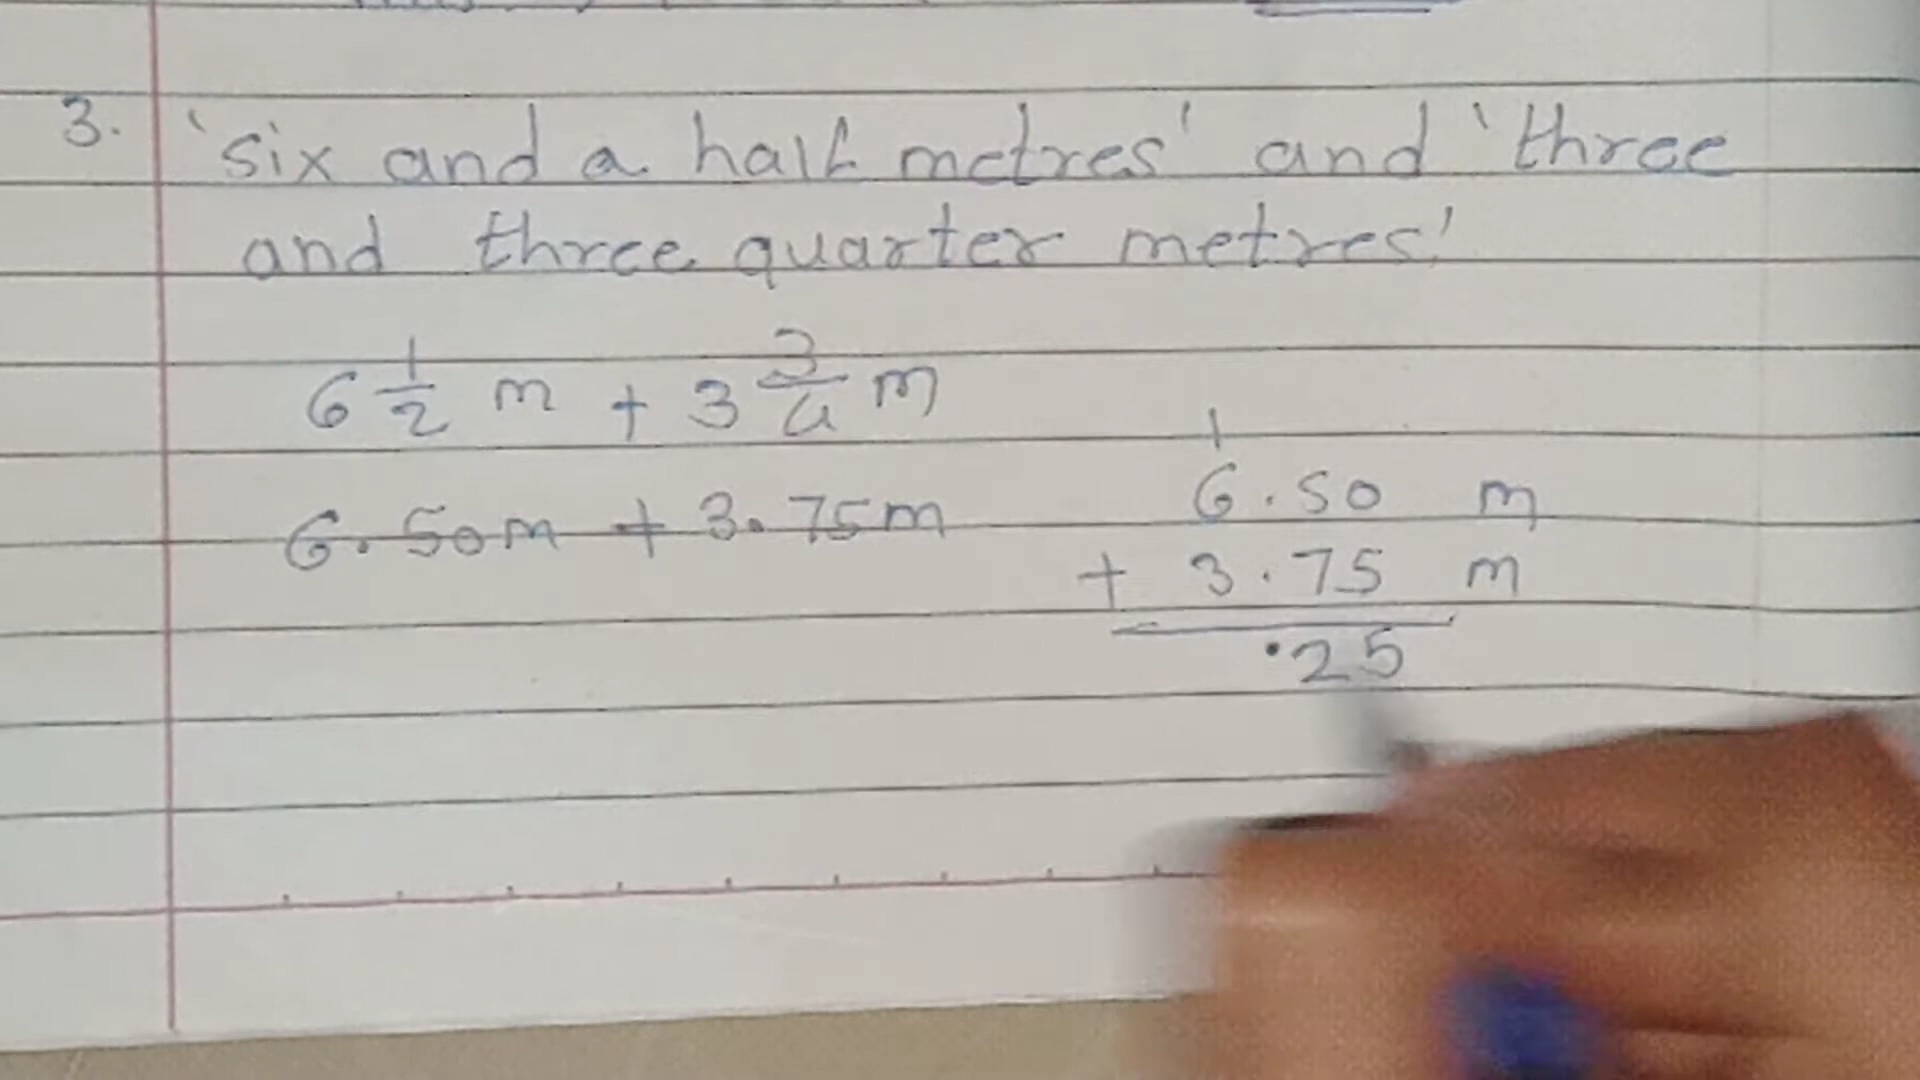 3. 'six and a half metres' and 'three
and three quarter metres'
6 1/2 m + 3 3/4 m
6.50m + 3.75m
1
6.50 m
+ 3.75 m
.25